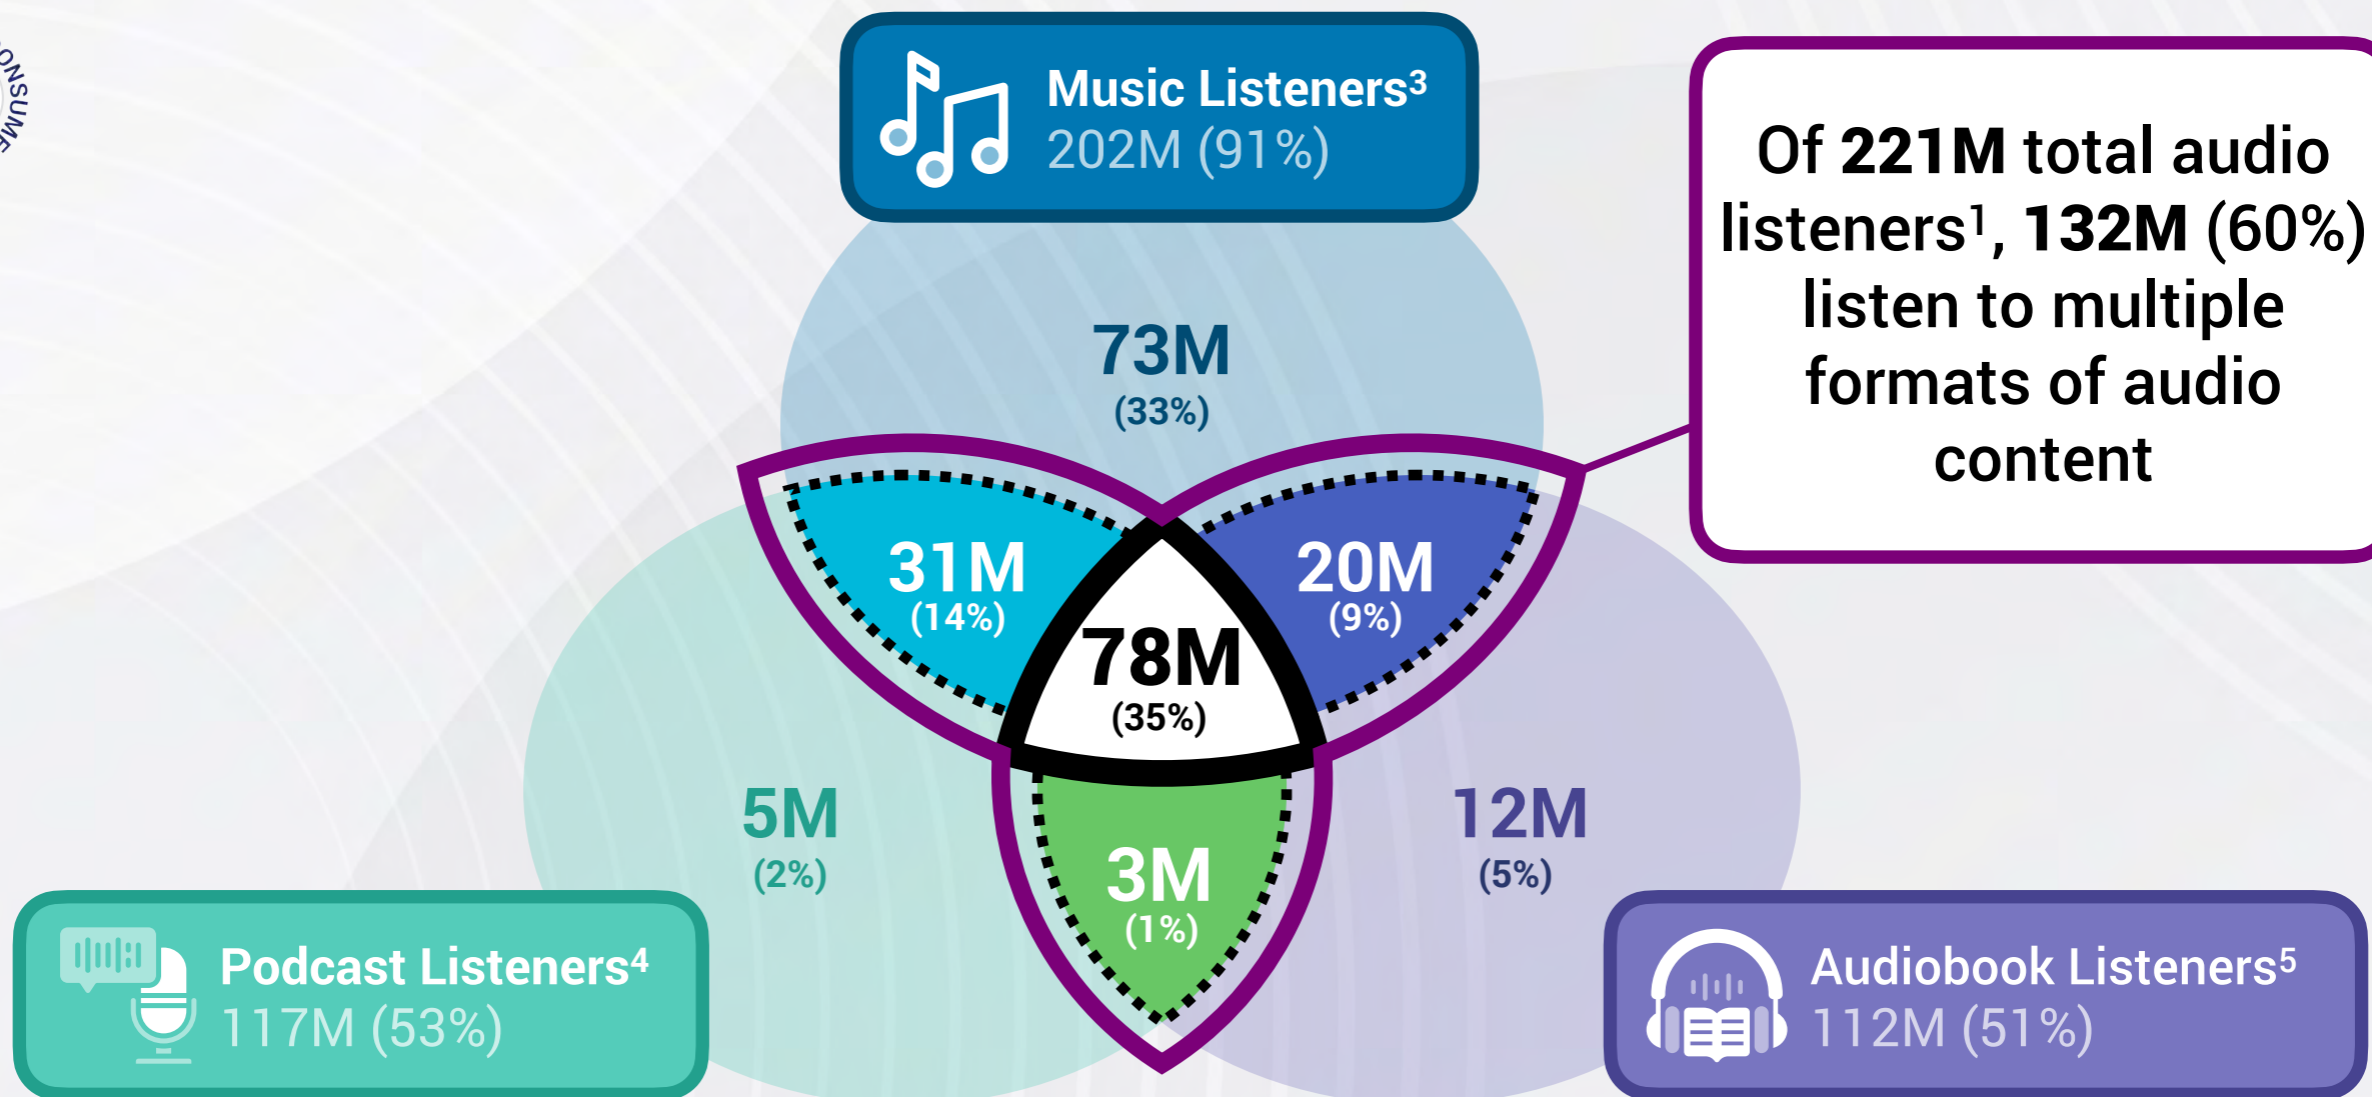 Music Listeners³
202M (91%)
Of 221M total audio
listeners¹, 132M (60%)
listen to multiple
formats of audio
content
73M
(33%)
31M
(14%)
20M
(9%)
78M
(35%)
5M
(2%)
12M
(5%)
3M
(1%)
Podcast Listeners⁴
117M (53%)
Audiobook Listeners⁵
112M (51%)